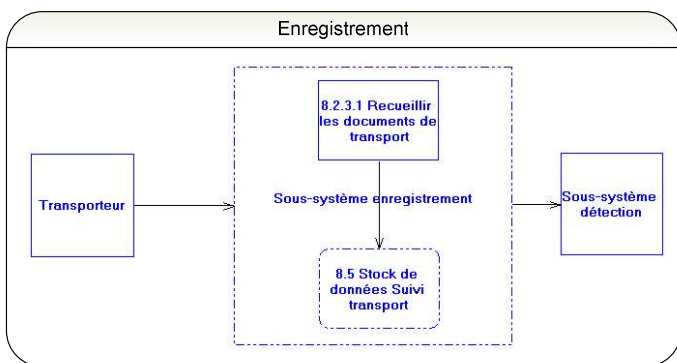 Enregistrement
8.2.3.1 Recueillir
les documents de
transport
Transporteur
Sous-système enregistrement
Sous-système
détection
8.5 Stock de
données Suivi
transport